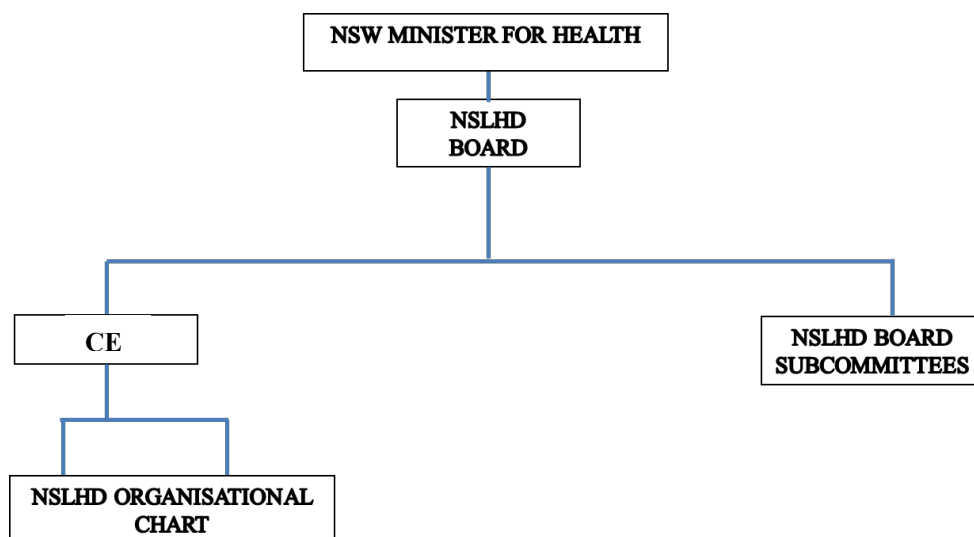 NSW MINISTER FOR HEALTH
NSLHD
BOARD
CE
NSLHD BOARD
SUBCOMMITTEES
NSLHD ORGANISATIONAL
CHART